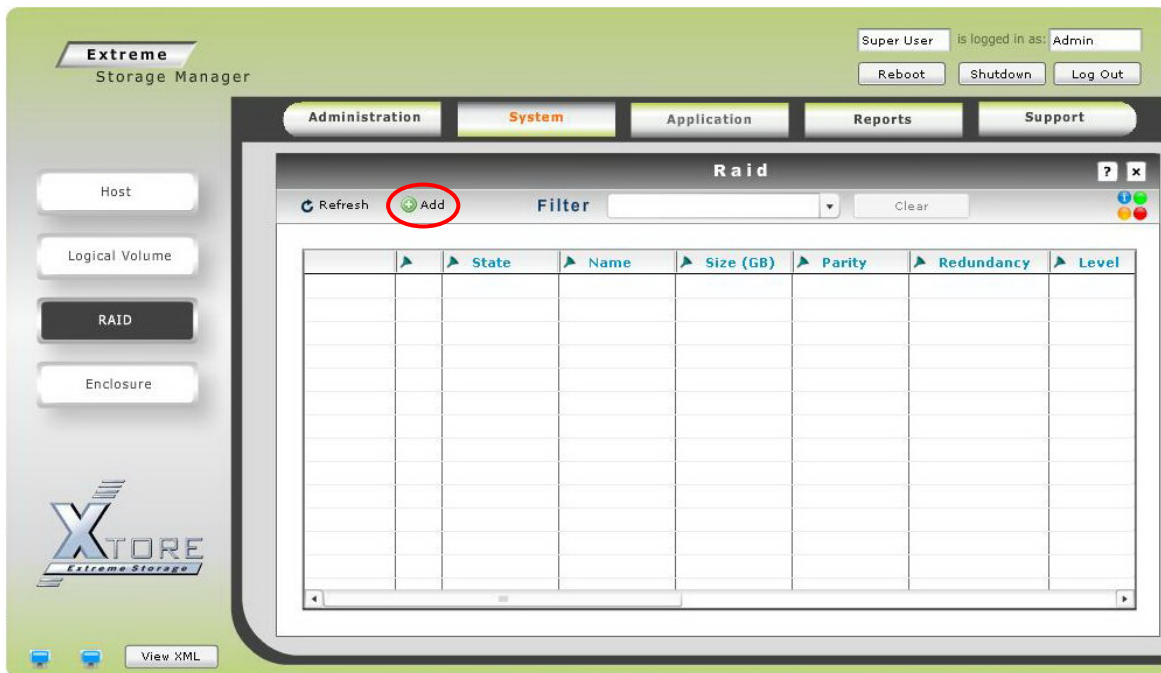 Extreme
Storage Manager
Super User is logged in as: Admin
Reboot Shutdown Log Out
Administration System Application Reports Support
Raid ? x
Refresh Add Filter Clear
State Name Size (GB) Parity Redundancy Level
Host
Logical Volume
RAID
Enclosure
XTORE
Extreme Storage
View XML